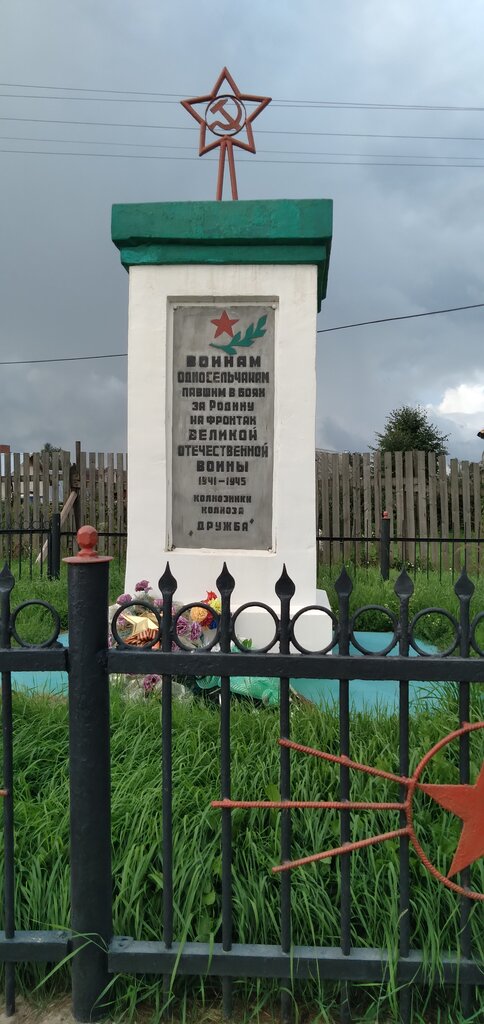 ВОИНАМ
ОДНОСЕЛЬЧАНАМ
ПАВШИМ В БОЯХ
ЗА РОДИНУ
НА ФРОНТАХ
ВЕЛИКОЙ
ОТЕЧЕСТВЕННОЙ
ВОЙНЫ
1941-1945
КОЛХОЗНИКИ
КОЛХОЗА
"ДРУЖБА"